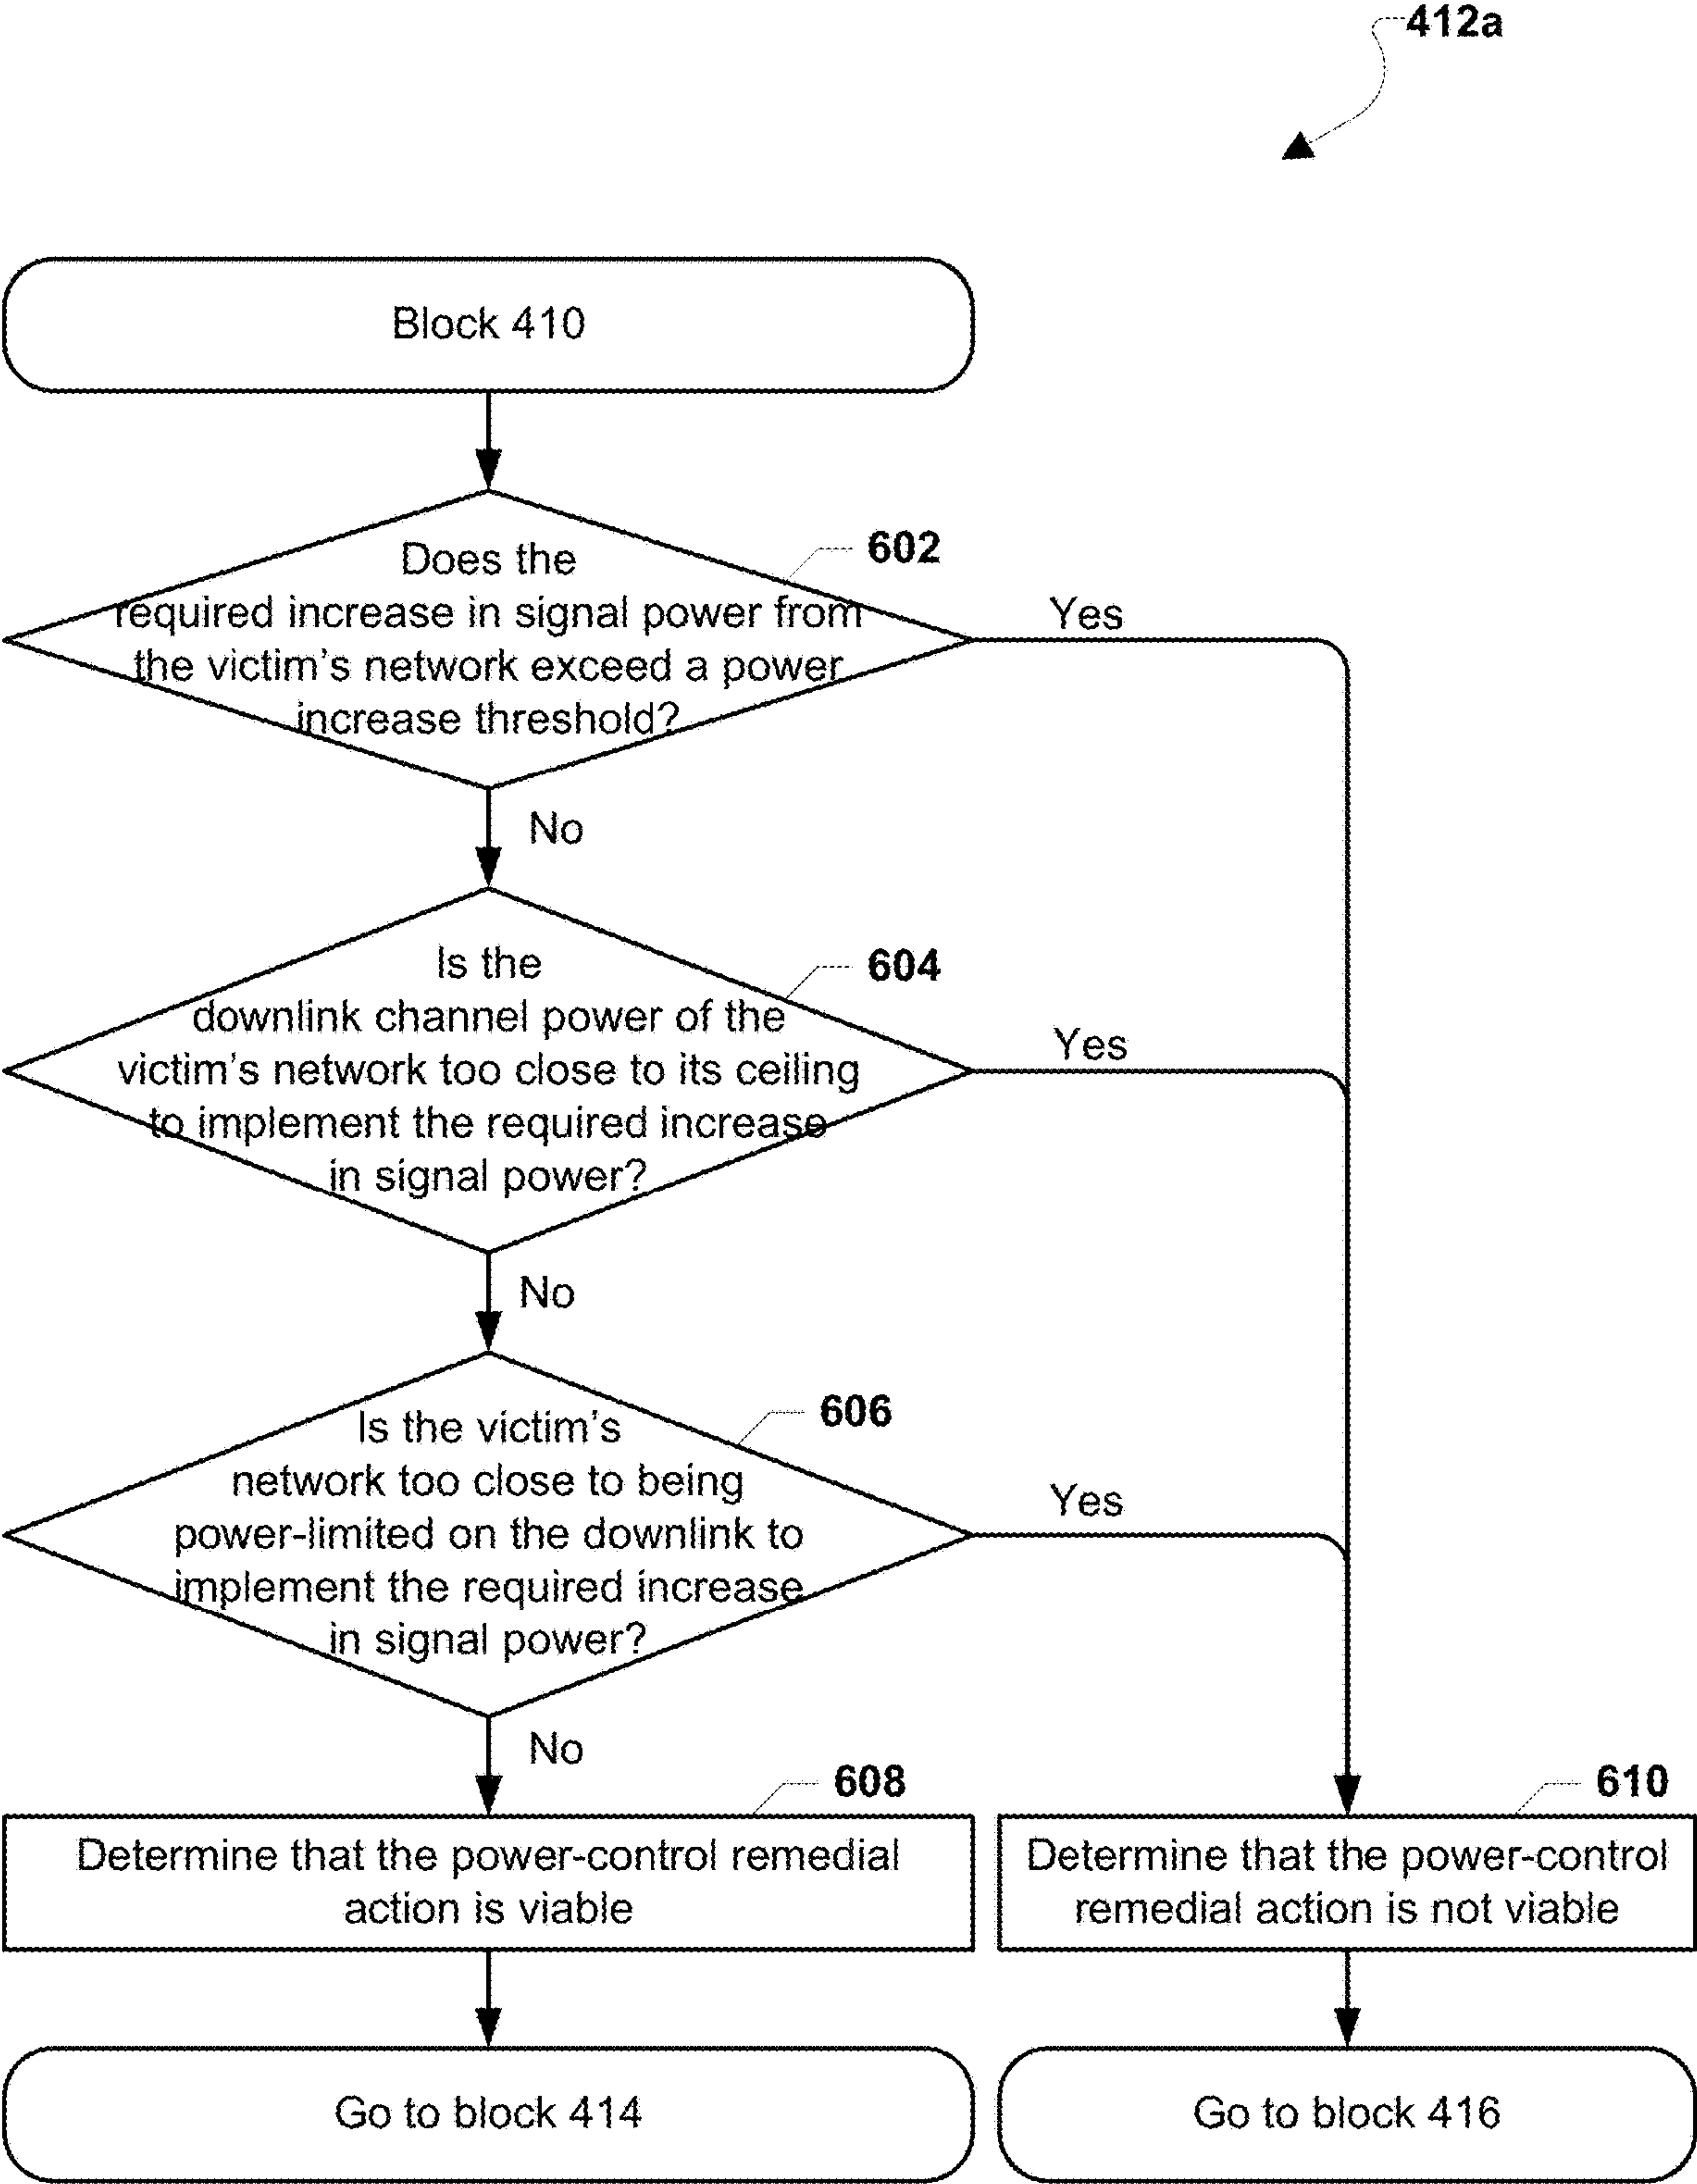 412a
Block 410
602
Does the
required increase in signal power from
the victim's network exceed a power
increase threshold?
Yes
No
604
Is the
downlink channel power of the
victim's network too close to its ceiling
to implement the required increase
in signal power?
Yes
No
606
Is the victim's
network too close to being
power-limited on the downlink to
implement the required increase
in signal power?
Yes
No
608
Determine that the power-control remedial
action is viable
610
Determine that the power-control
remedial action is not viable
Go to block 414
Go to block 416